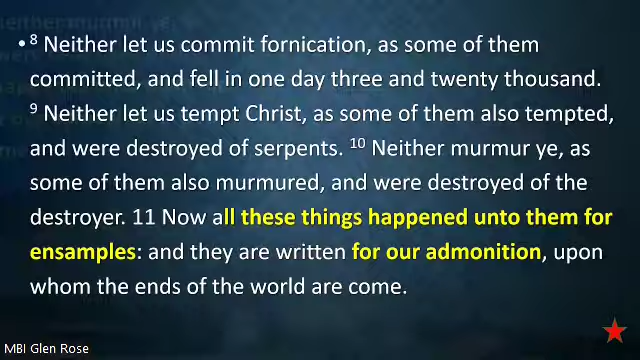 • 8 Neither let us commit fornication, as some of them
committed, and fell in one day three and twenty thousand.
9 Neither let us tempt Christ, as some of them also tempted,
and were destroyed of serpents. 10 Neither murmur ye, as
some of them also murmured, and were destroyed of the
destroyer. 11 Now all these things happened unto them for
ensamples: and they are written for our admonition, upon
whom the ends of the world are come.
MBI Glen Rose